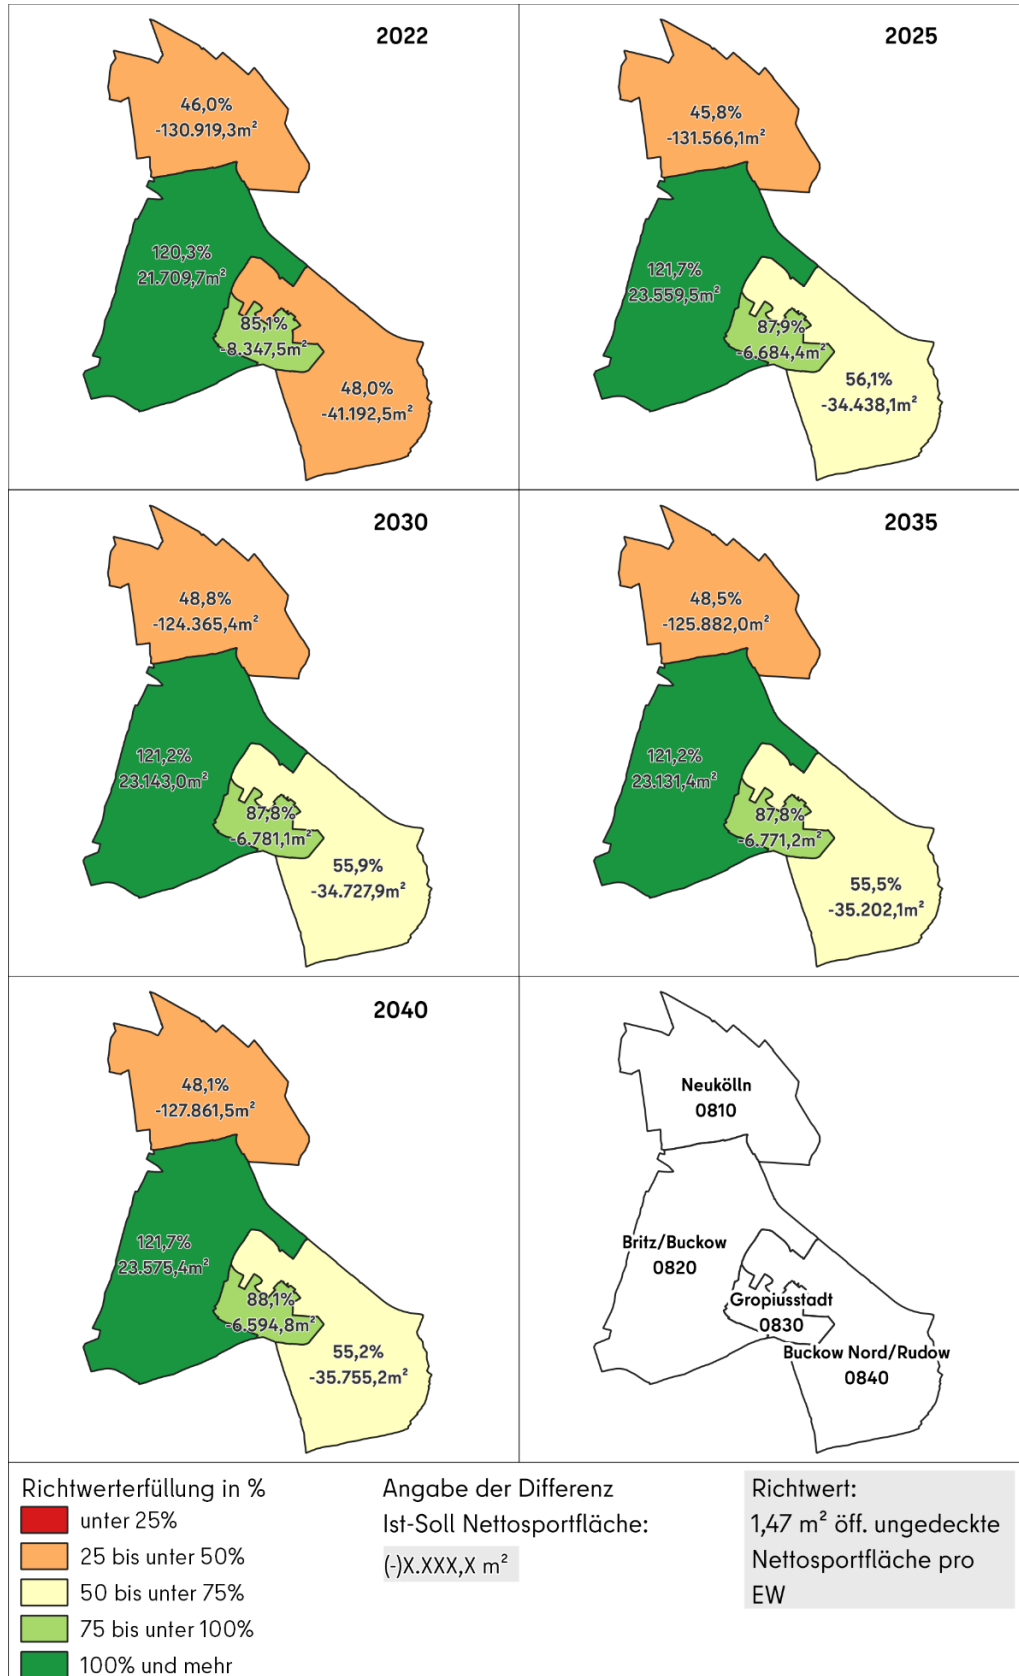 2022
46,0%
-130.919,3m²
120,3%
21.709,7m²
85,1%
-8.347,5m²
48,0%
-41.192,5m²
2025
45,8%
-131.566,1m²
121,7%
23.559,5m²
87,9%
-6.684,4m²
56,1%
-34.438,1m²
2030
48,8%
-124.365,4m²
121,2%
23.143,0m²
87,8%
-6.781,1m²
55,9%
-34.727,9m²
2035
48,5%
-125.882,0m²
121,2%
23.131,4m²
87,8%
-6.771,2m²
55,5%
-35.202,1m²
2040
48,1%
-127.861,5m²
121,7%
23.575,4m²
88,1%
-6.594,8m²
55,2%
-35.755,2m²
Neukölln
0810
Britz/Buckow
0820
Gropiusstadt
0830
Buckow Nord/Rudow
0840
Richtwerterfüllung in %
unter 25%
25 bis unter 50%
50 bis unter 75%
75 bis unter 100%
100% und mehr
Angabe der Differenz
Ist-Soll Nettosportfläche:
(-)X.XXX,X m²
Richtwert:
1,47 m² öff. ungedeckte
Nettosportfläche pro
EW